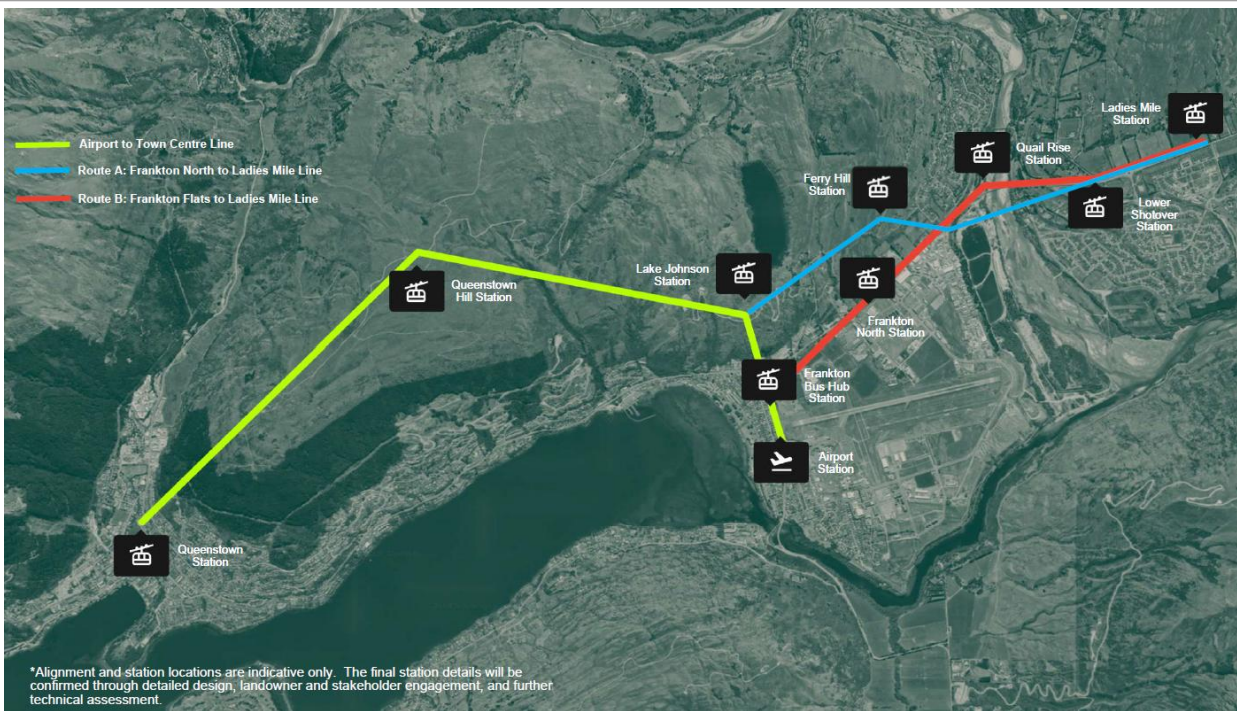 Airport to Town Centre Line
Route A: Frankton North to Ladies Mile Line
Route B: Frankton Flats to Ladies Mile Line
Ladies Mile
Station
Quail Rise
Station
Ferry Hill
Station
Lower
Shotover
Station
Lake Johnson
Station
Queenstown
Hill Station
Frankton
North Station
Frankton
Bus Hub
Station
Airport
Station
Queenstown
Station
*Alignment and station locations are indicative only.  The final station details will be
confirmed through detailed design, landowner and stakeholder engagement, and further
technical assessment.